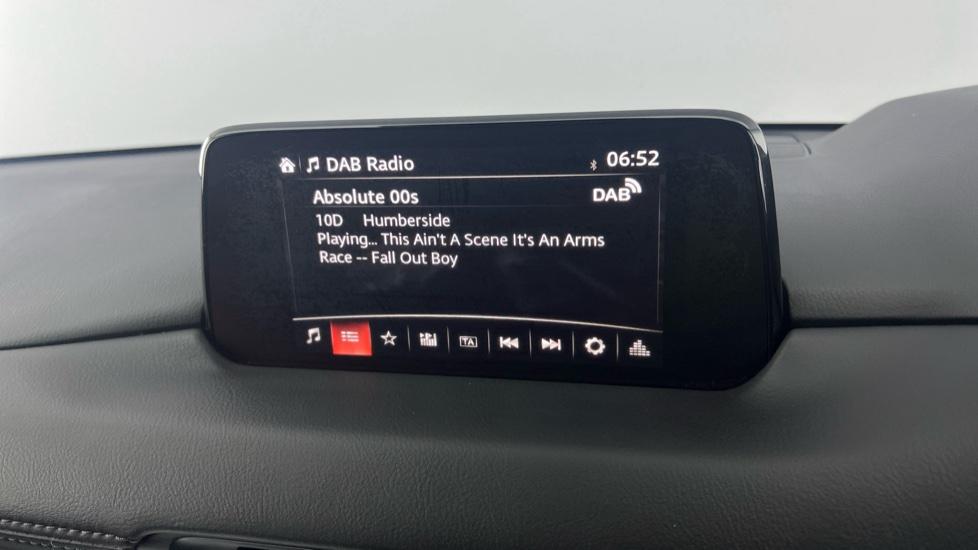 DAB Radio 06:52
Absolute 00s DAB
10D Humberside
Playing... This Ain't A Scene It's An Arms
Race -- Fall Out Boy
TA